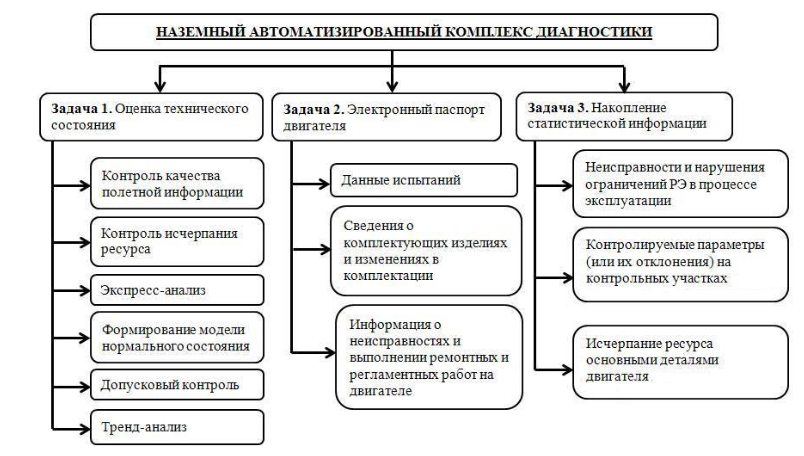 НАЗЕМНЫЙ АВТОМАТИЗИРОВАННЫЙ КОМПЛЕКС ДИАГНОСТИКИ
Задача 1. Оценка технического
состояния
Контроль качества
полетной информации
Контроль исчерпания
ресурса
Экспресс-анализ
Формирование модели
нормального состояния
Допусковый контроль
Тренд-анализ
Задача 2. Электронный паспорт
двигателя
Данные испытаний
Сведения о
комплектующих изделиях
и изменениях в
комплектации
Информация о
неисправностях и
выполнении ремонтных и
регламентных работ на
двигателе
Задача 3. Накопление
статистической информации
Неисправности и нарушения
ограничений РЭ в процессе
эксплуатации
Контролируемые параметры
(или их отклонения) на
контрольных участках
Исчерпание ресурса
основными деталями
двигателя